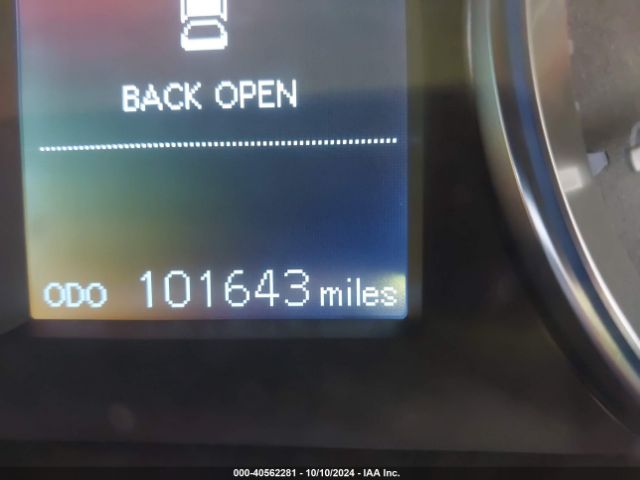 BACK OPEN
ODO 101643 miles
000-40562281 - 10/10/2024 - IAA Inc.